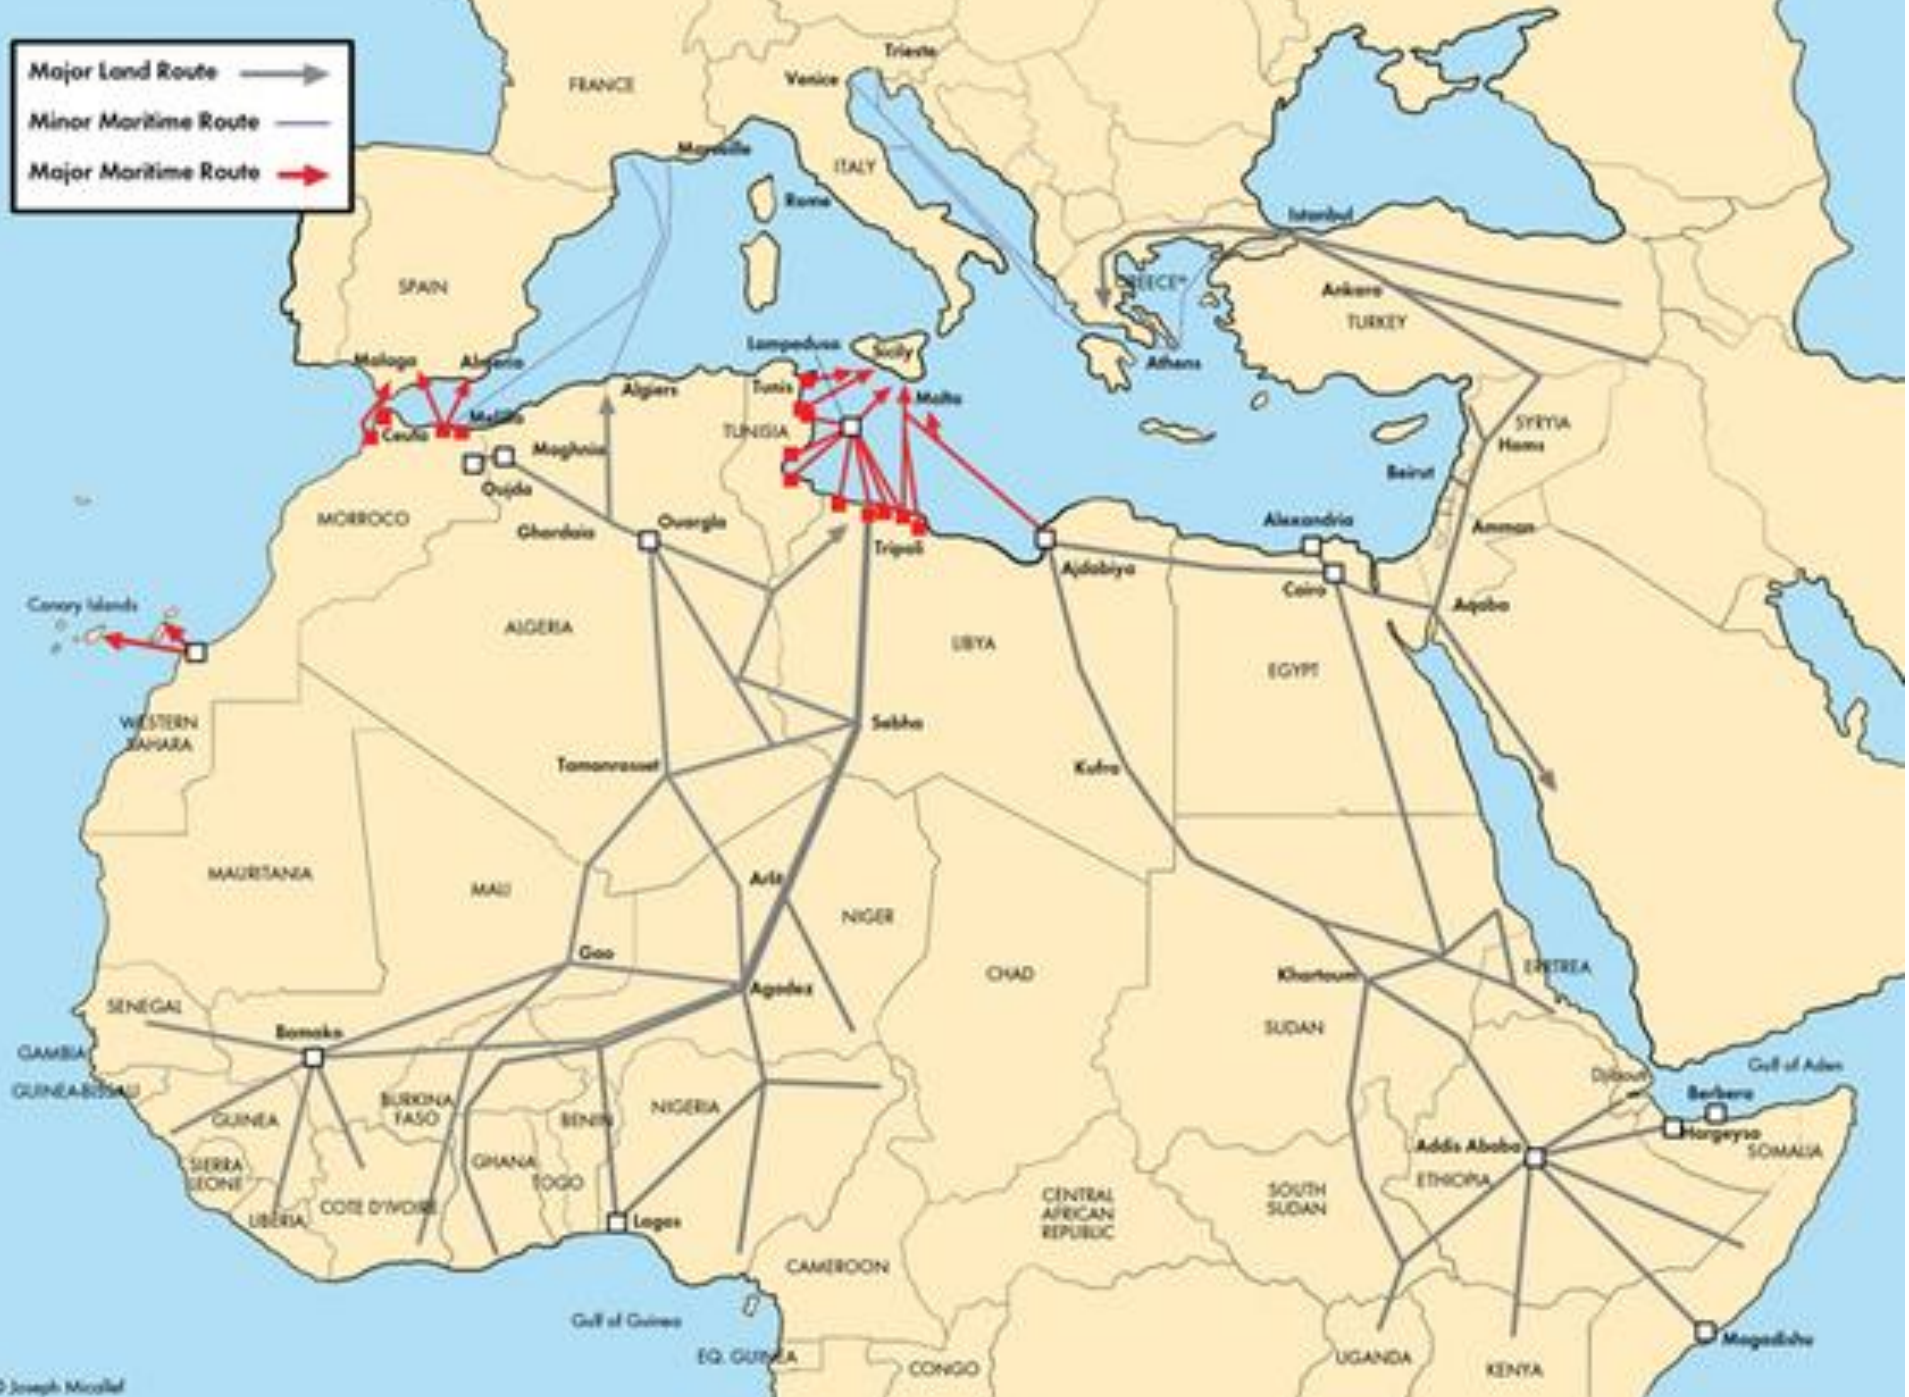 Major Land Route
Minor Maritime Route
Major Maritime Route
FRANCE
Venice
Trieste
Marseille
ITALY
Rome
SPAIN
Istanbul
GREECE*
Ankara
TURKEY
Athens
Malaga
Almeria
Lampedusa
Sicily
Malta
Algiers
Tunis
TUNISIA
Melilla
Ceuta
Maghnia
Oujda
SYRYIA
Homs
Beirut
MORROCO
Ghardaia
Ouargla
Tripoli
Ajdabiya
Alexandria
Cairo
Amman
Aqaba
Canary Islands
ALGERIA
LIBYA
EGYPT
WESTERN
SAHARA
Sebha
Tamanrasset
Kufra
MAURITANIA
MALI
Arlit
NIGER
CHAD
Gao
Agadez
Khartoum
SUDAN
ERITREA
SENEGAL
Bamako
GAMBIA
GUINEA-BISSAU
GUINEA
BURKINA
FASO
BENIN
NIGERIA
Djibouti
Gulf of Aden
Berbera
Hargeysa
SOMALIA
SIERRA
LEONE
GHANA
TOGO
COTE D'IVOIRE
LIBERIA
Lagos
Addis Ababa
ETHIOPIA
CENTRAL
AFRICAN
REPUBLIC
SOUTH
SUDAN
CAMEROON
Gulf of Guinea
EQ. GUINEA
CONGO
UGANDA
KENYA
Mogadishu
© Joseph Micallef